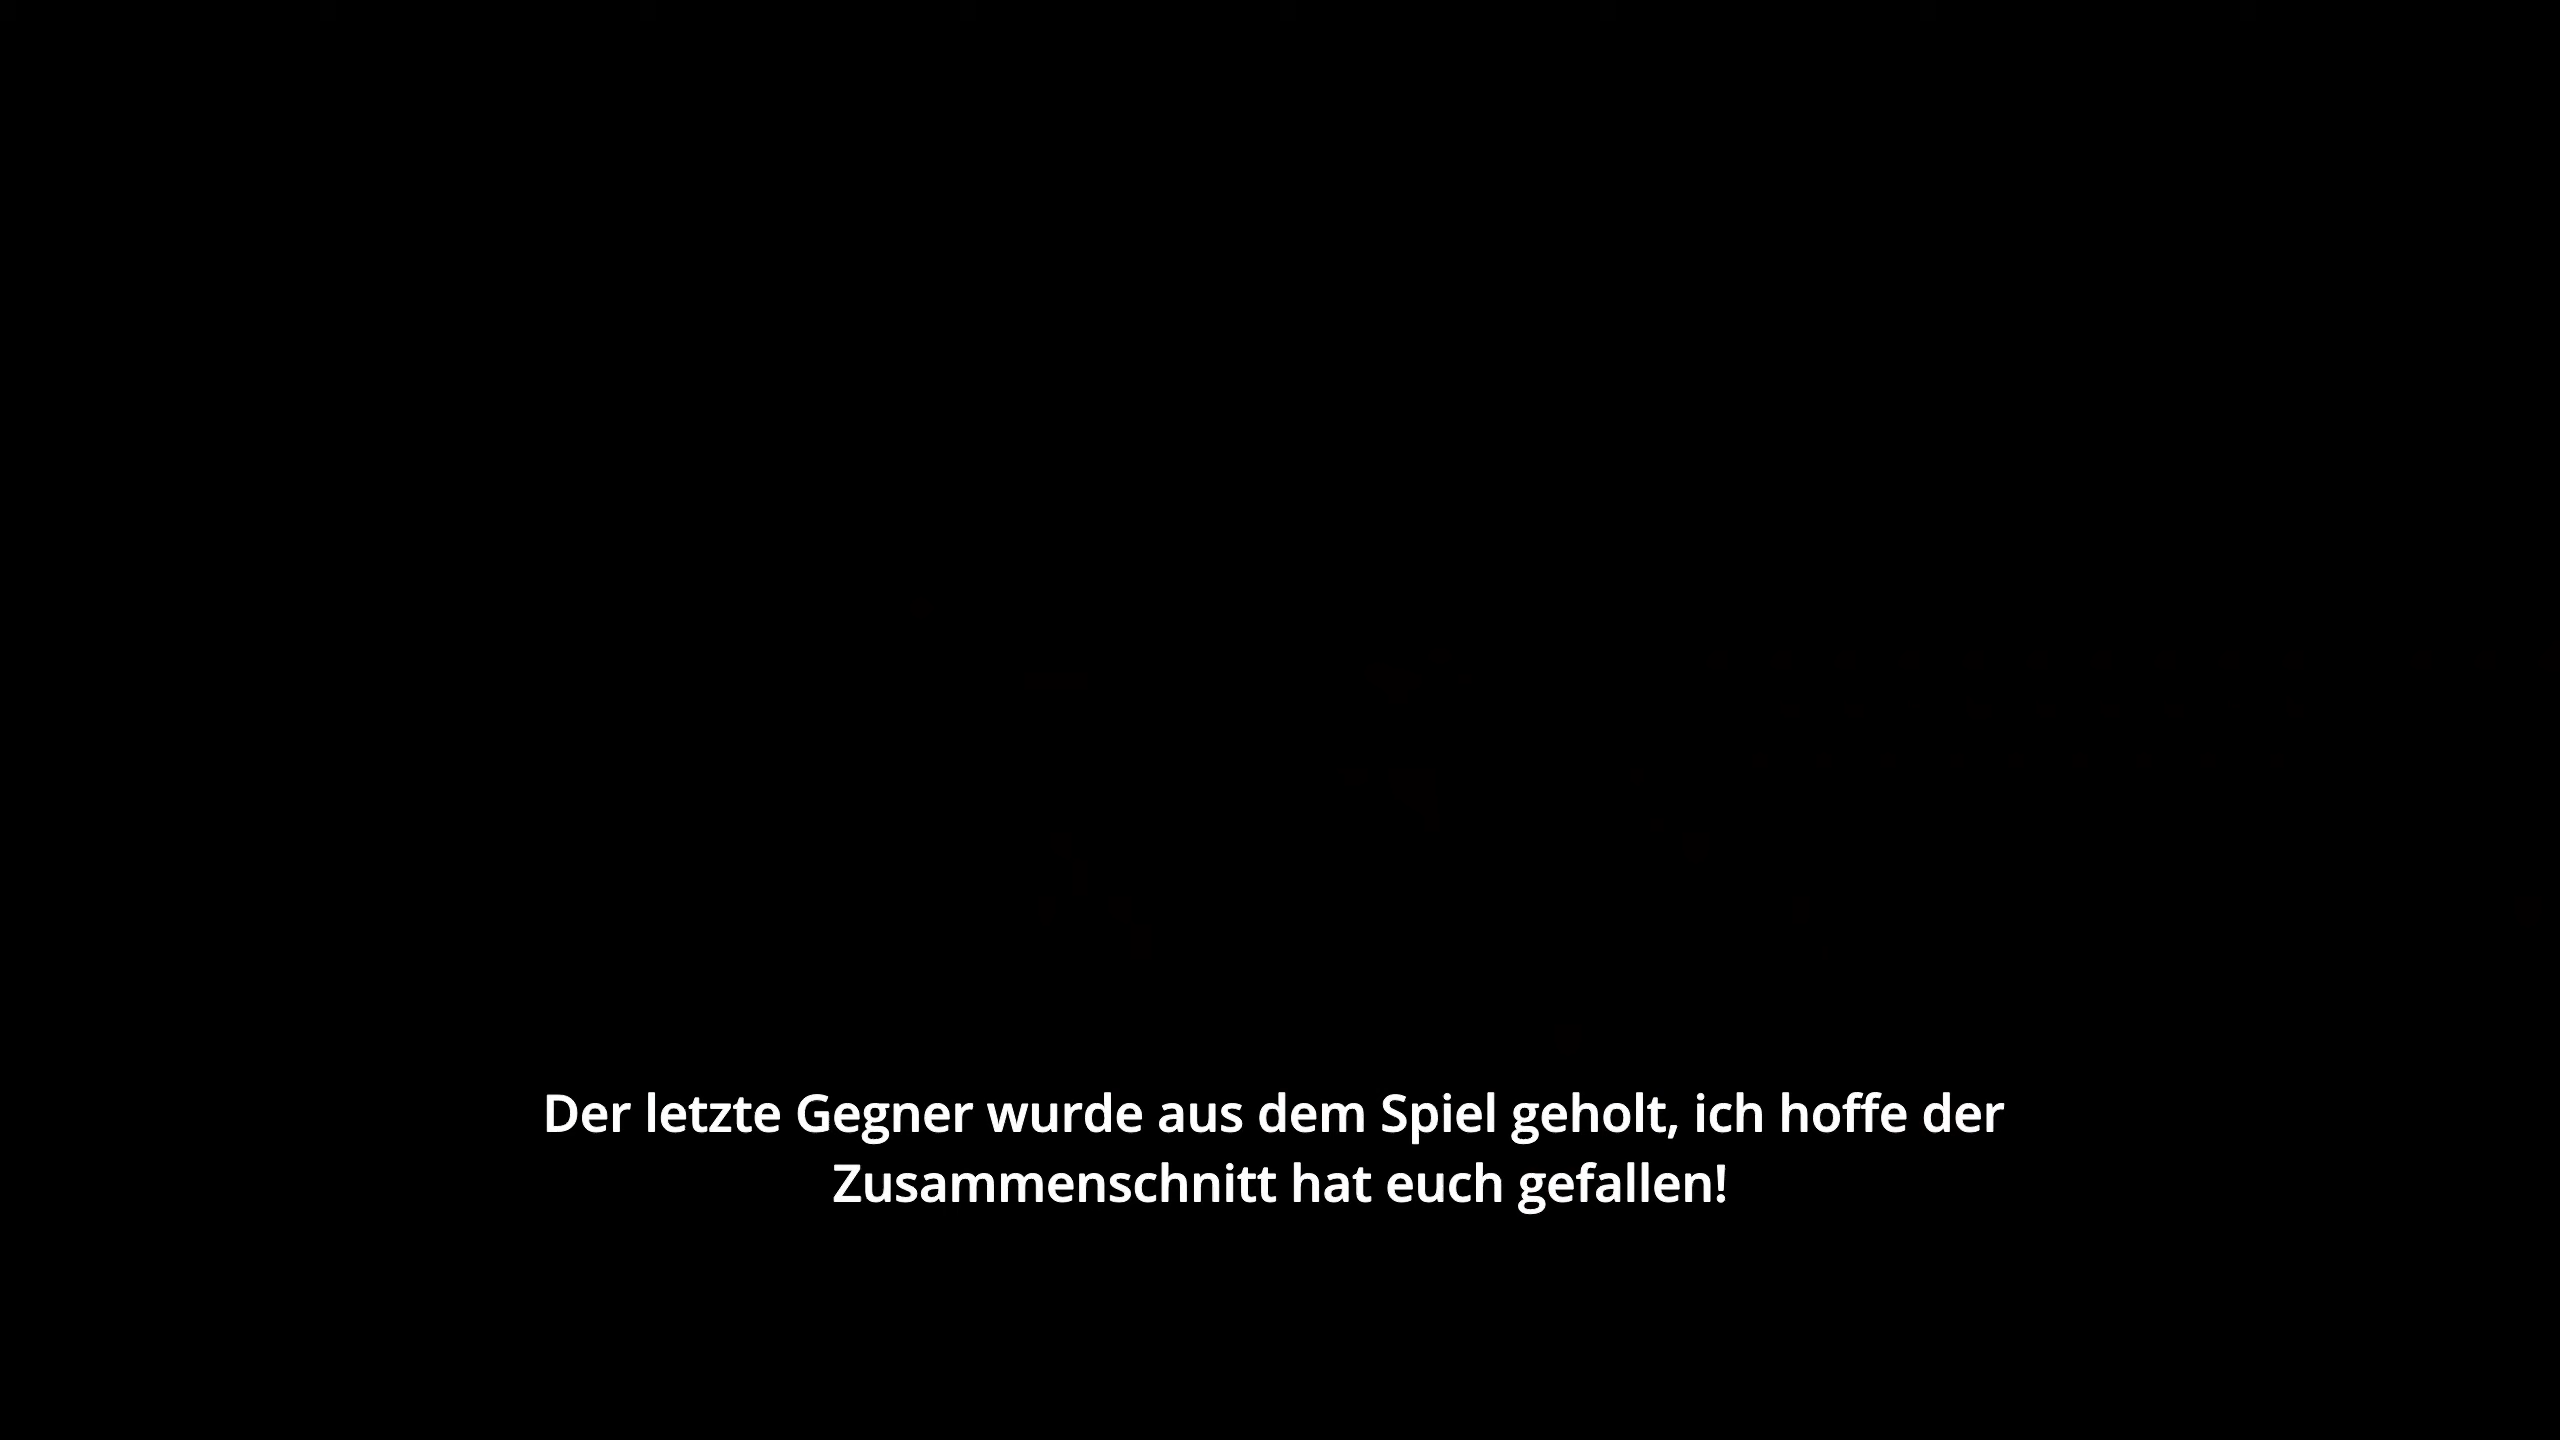 Der letzte Gegner wurde aus dem Spiel geholt, ich hoffe der
Zusammenschnitt hat euch gefallen!